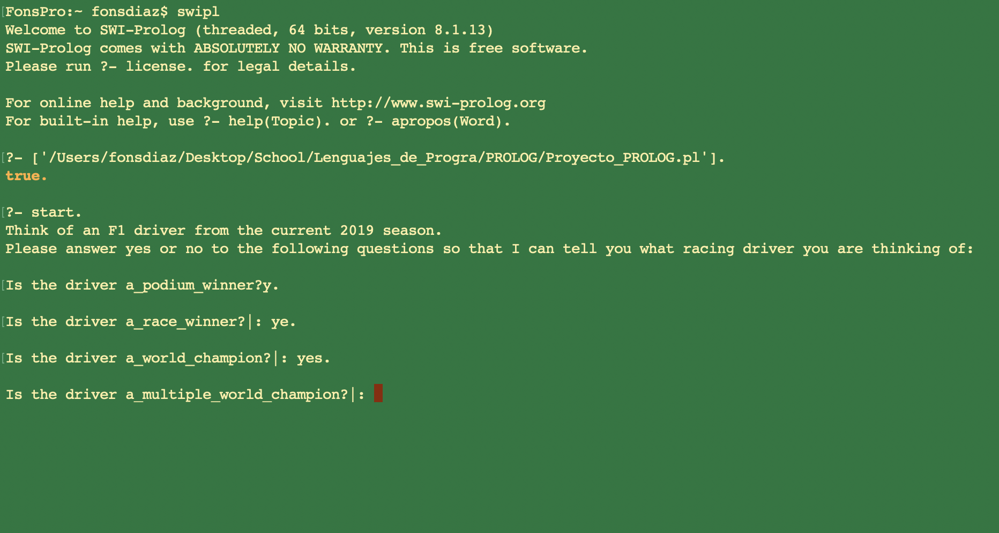 [FonsPro:~ fonsdiaz$ swipl
Welcome to SWI-Prolog (threaded, 64 bits, version 8.1.13)
SWI-Prolog comes with ABSOLUTELY NO WARRANTY. This is free software.
Please run ?- license. for legal details.
For online help and background, visit http://www.swi-prolog.org
For built-in help, use ?- help(Topic). or ?- apropos(Word).
[?- ['/Users/fonsdiaz/Desktop/School/Lenguajes_de_Progra/PROLOG/Proyecto_PROLOG.pl'].
true.
[?- start.
Think of an F1 driver from the current 2019 season.
Please answer yes or no to the following questions so that I can tell you what racing driver you are thinking of:
[Is the driver a_podium_winner?y.
[Is the driver a_race_winner?|: ye.
[Is the driver a_world_champion?|: yes.
Is the driver a_multiple_world_champion?|: